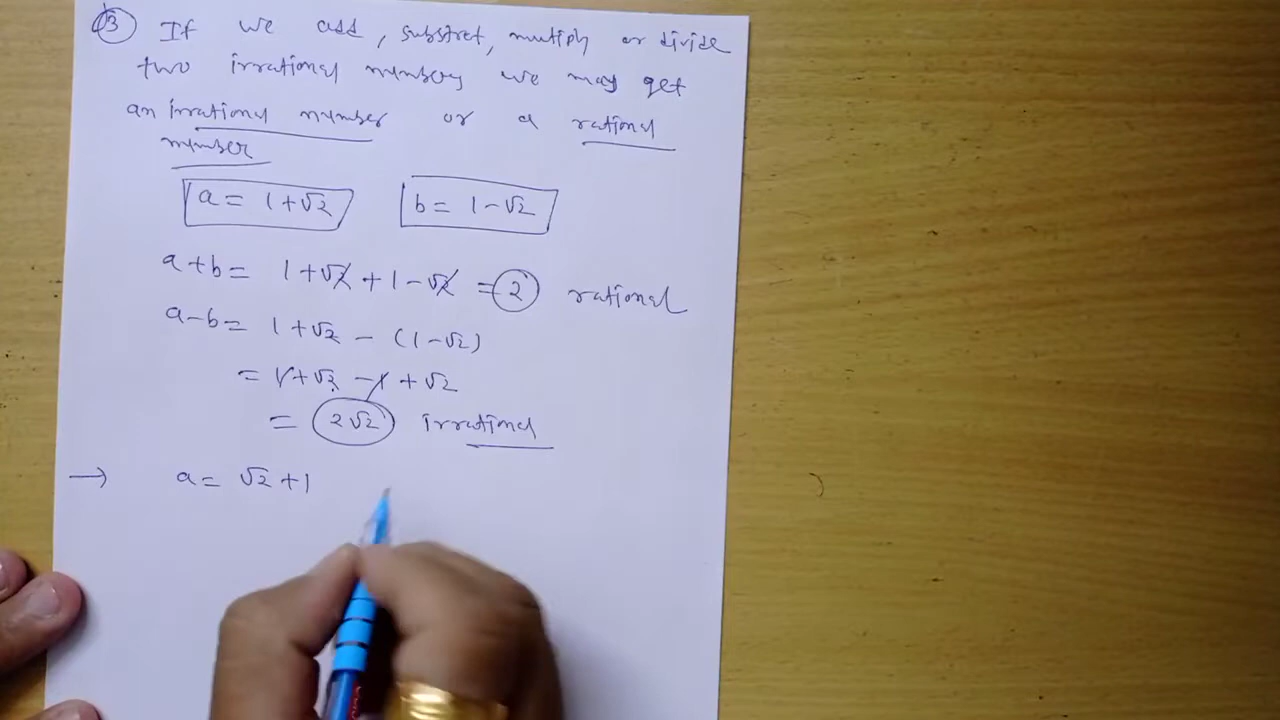 ③ If we add, substret, mutiply or divide
two irrational numbers we may get
an irrational number or a rational
number
a = 1+√2 b = 1-√2
a+b = 1+√2 + 1-√2 = 2 rational
a-b = 1+√2 - (1-√2)
= 1+√2 - 1 + √2
= 2√2 irrational
→ a = √2 + 1